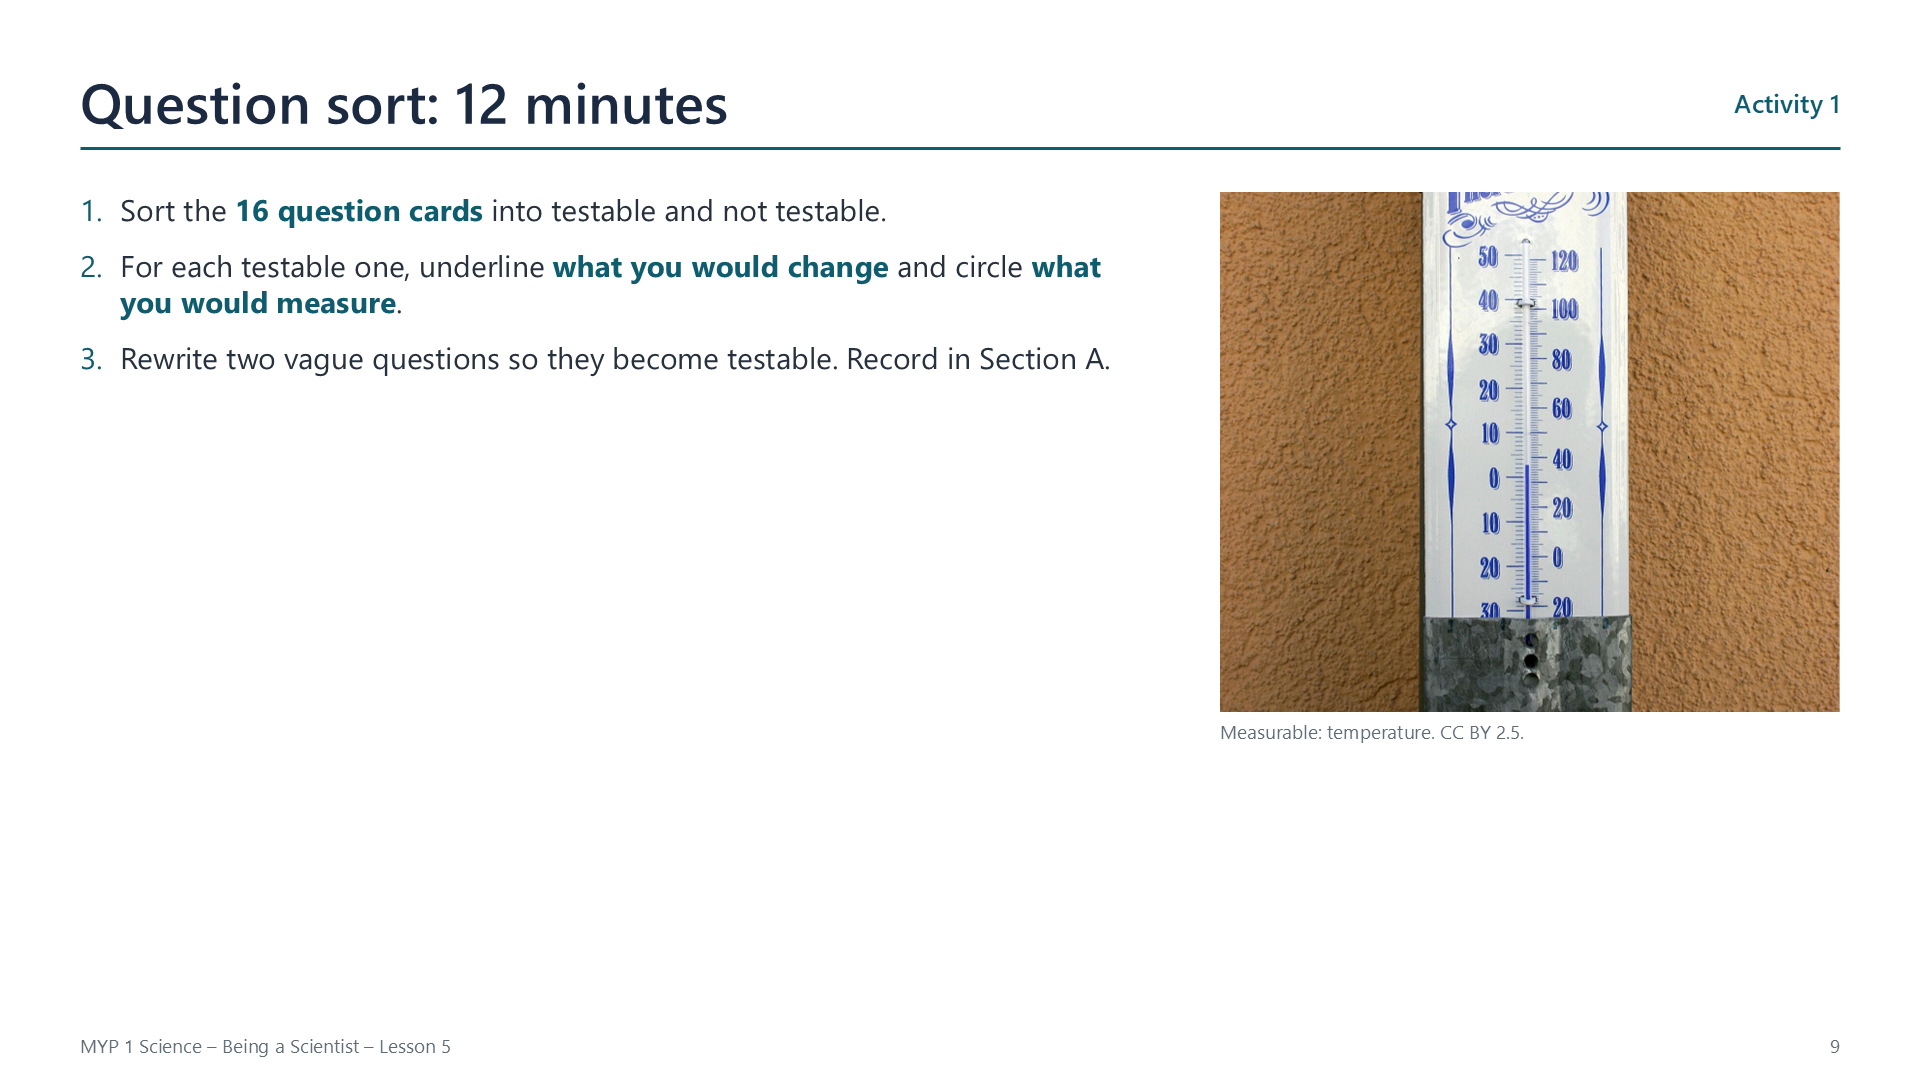 Question sort: 12 minutes
Activity 1
1. Sort the 16 question cards into testable and not testable.
2. For each testable one, underline what you would change and circle what
you would measure.
3. Rewrite two vague questions so they become testable. Record in Section A.
50 120
40 100
30 80
20 60
10 40
0 20
10 0
20 20
30
Measurable: temperature. CC BY 2.5.
MYP 1 Science – Being a Scientist – Lesson 5
9